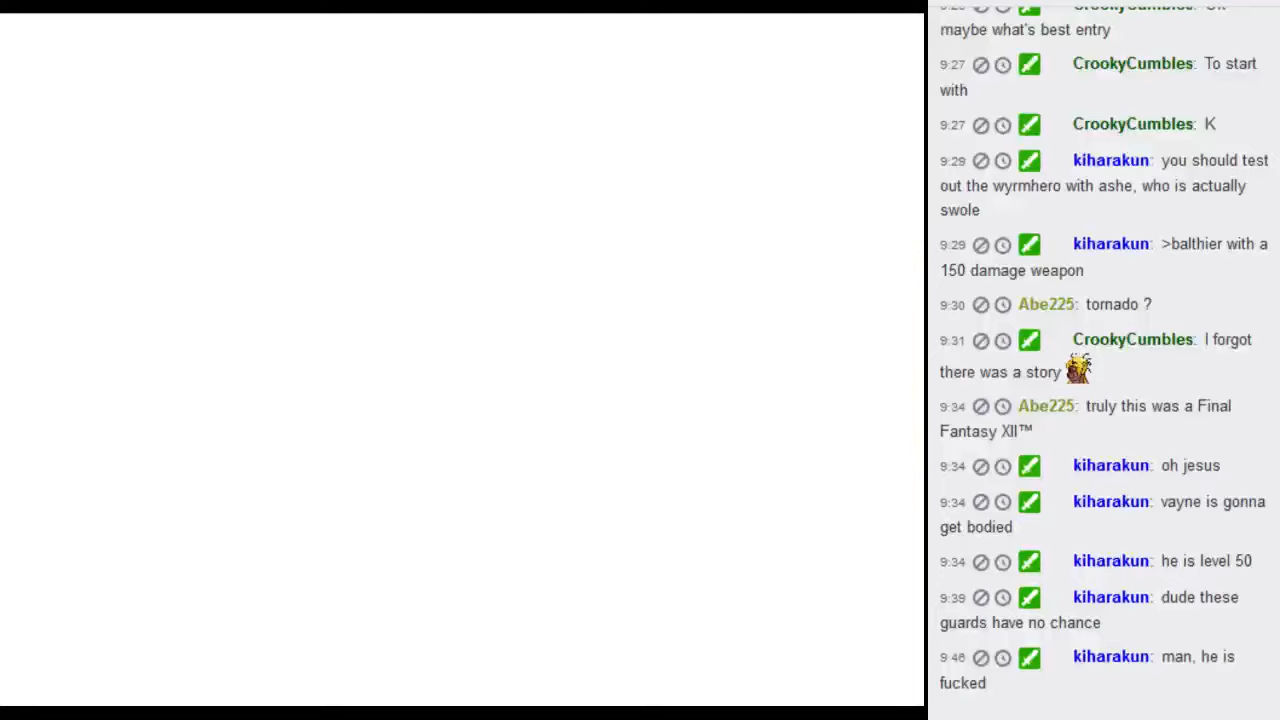 maybe what's best entry
9:27 CrookyCumbles: To start
with
9:27 CrookyCumbles: K
9:29 kiharakun: you should test
out the wyrmhero with ashe, who is actually
swole
9:29 kiharakun: >balthier with a
150 damage weapon
9:30 Abe225: tornado ?
9:31 CrookyCumbles: I forgot
there was a story
9:34 Abe225: truly this was a Final
Fantasy XII™
9:34 kiharakun: oh jesus
9:34 kiharakun: vayne is gonna
get bodied
9:34 kiharakun: he is level 50
9:39 kiharakun: dude these
guards have no chance
9:46 kiharakun: man, he is
fucked